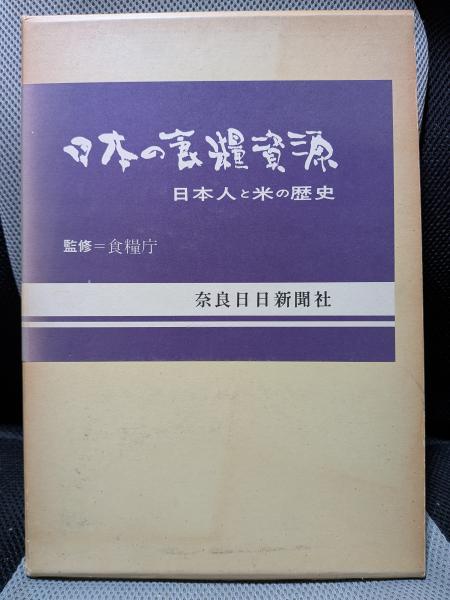 日本の食糧資源
日本人と米の歴史
監修=食糧庁
奈良日日新聞社